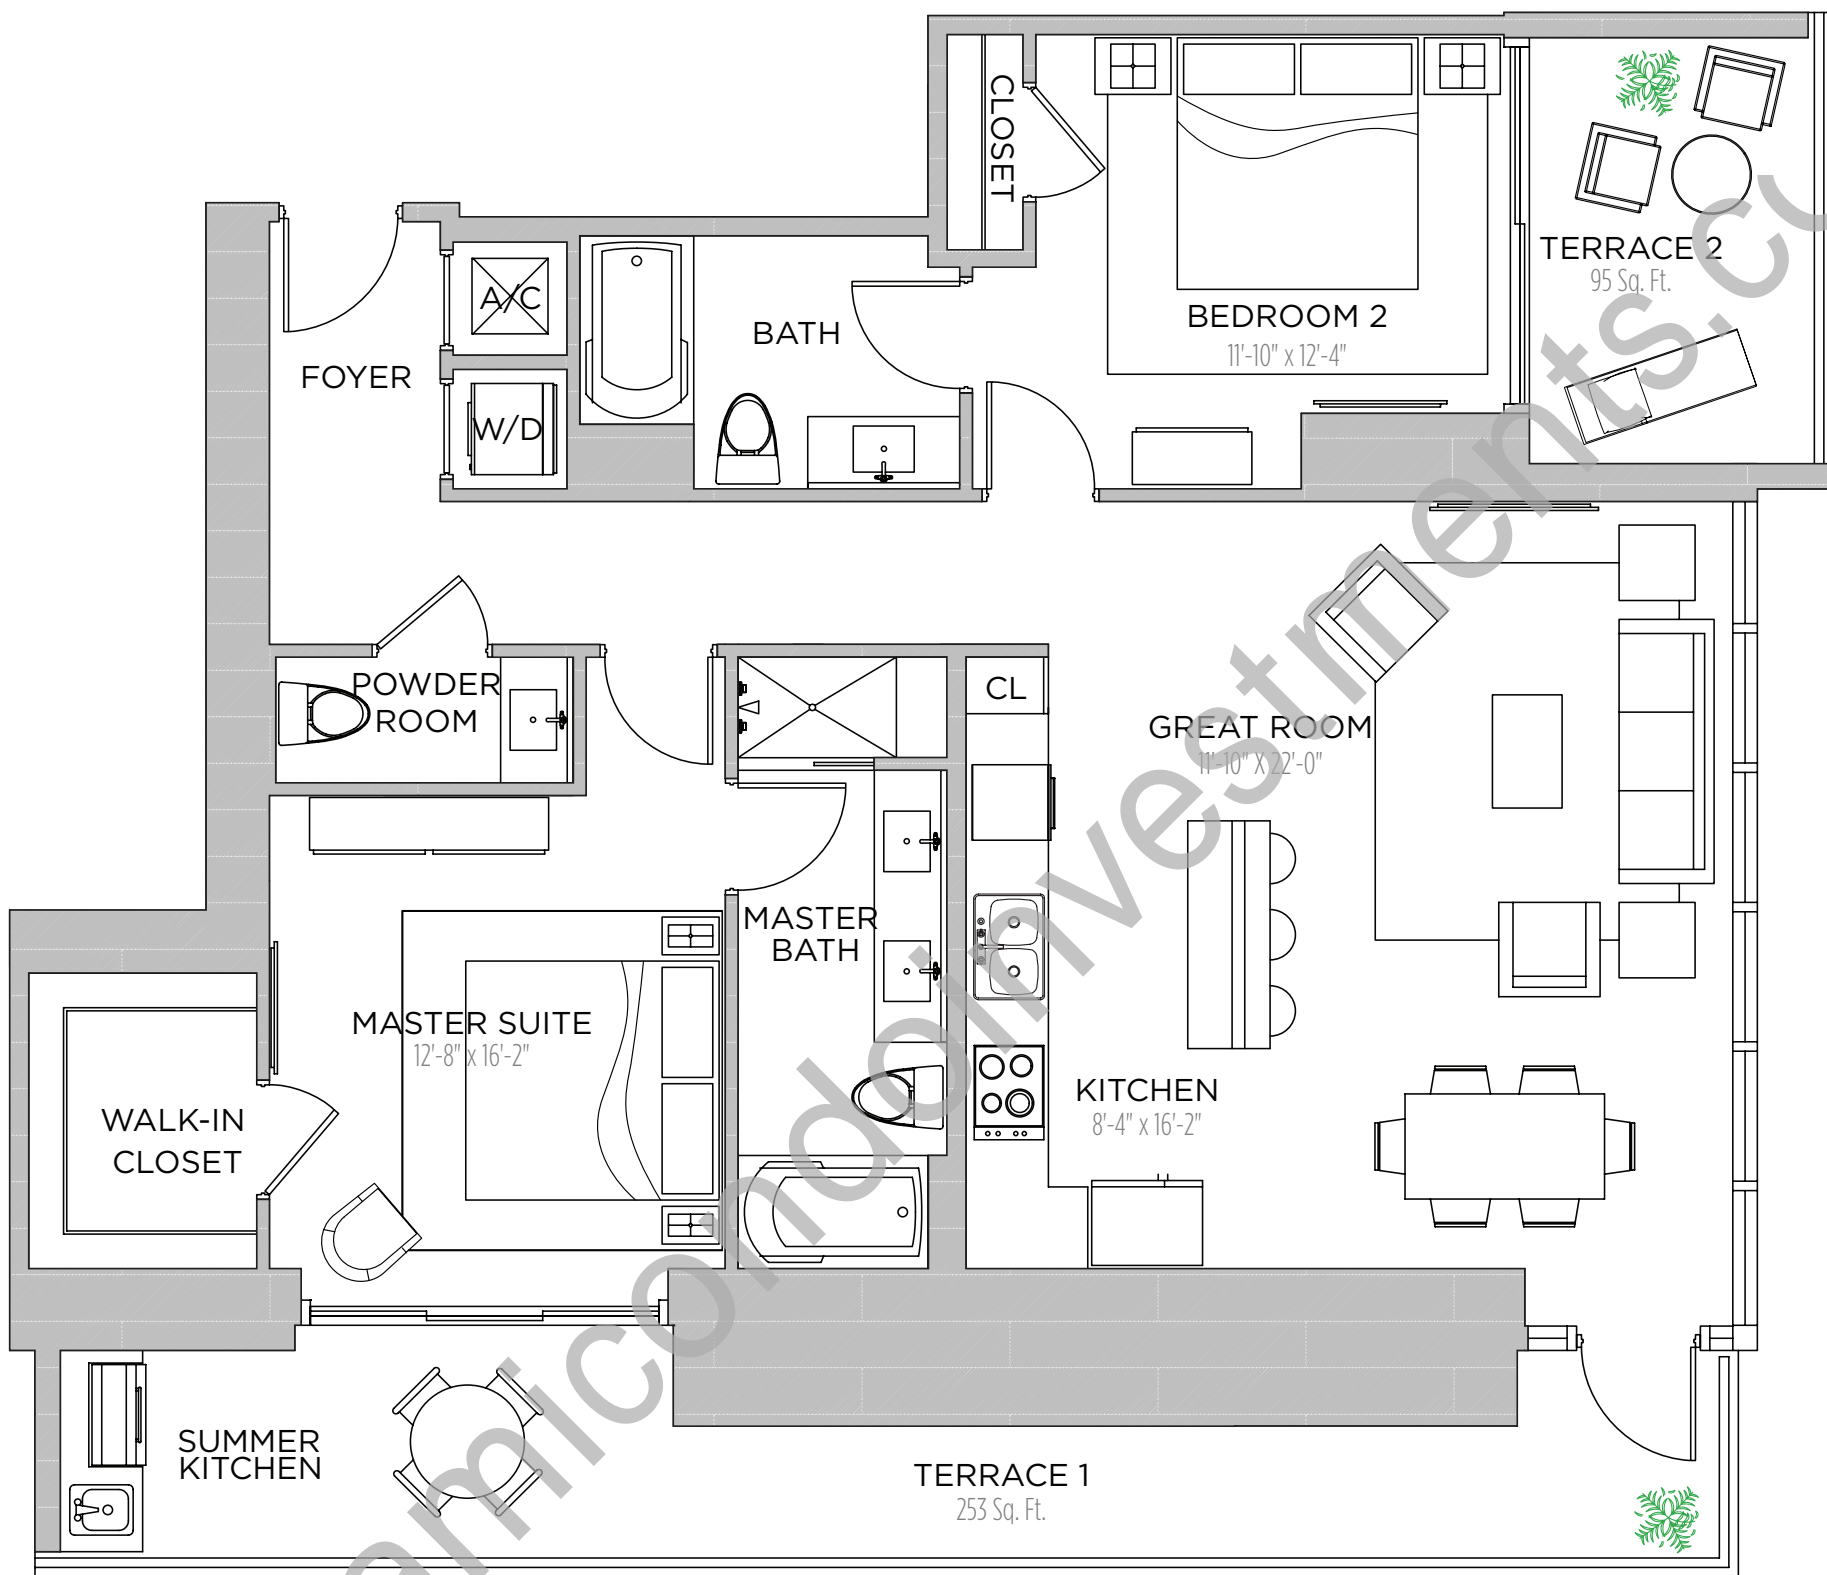 CLOSET
TERRACE 2
95 Sq. Ft.
A/C
BATH
BEDROOM 2
11'-10" x 12'-4"
FOYER
W/D
POWDER
ROOM
CL
GREAT ROOM
11'-10" X 22'-0"
MASTER
BATH
MASTER SUITE
12'-8" x 16'-2"
KITCHEN
8'-4" x 16'-2"
WALK-IN
CLOSET
SUMMER
KITCHEN
TERRACE 1
253 Sq. Ft.
amicondoinvestments.co